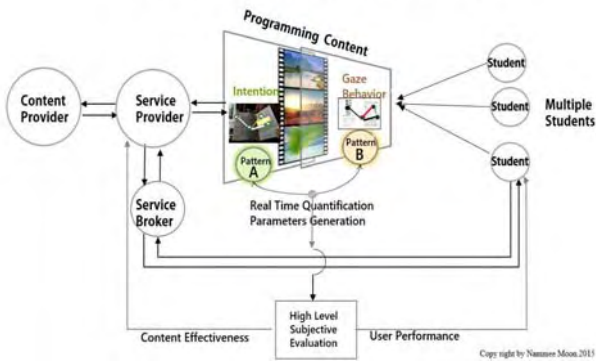 Programming Content
Content
Provider
Service
Provider
Intention
Gaze
Behavior
Pattern
A
Pattern
B
Student
Student
Student
Multiple
Students
Service
Broker
Real Time Quantification
Parameters Generation
High Level
Subjective
Evaluation
Content Effectiveness
User Performance
Copy right by Nammee Moon 2015